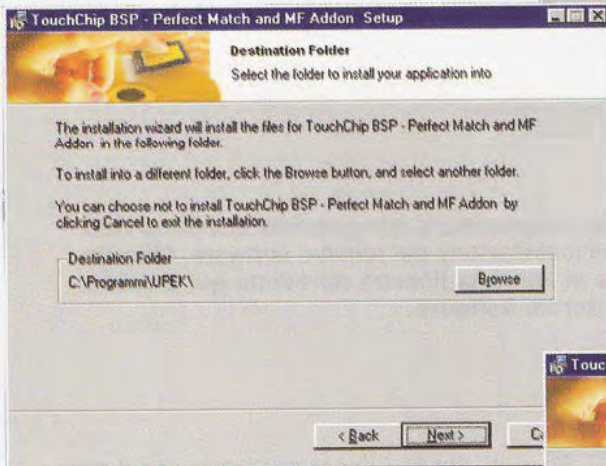 TouchChip BSP - Perfect Match and MF Addon Setup
Destination Folder
Select the folder to install your application into
The installation wizard will install the files for TouchChip BSP - Perfect Match and MF
Addon in the following folder.
To install into a different folder, click the Browse button, and select another folder.
You can choose not to install TouchChip BSP - Perfect Match and MF Addon by
clicking Cancel to exit the installation.
Destination Folder
C:\Programmi\UPEK\
Browse
< Back
Next >